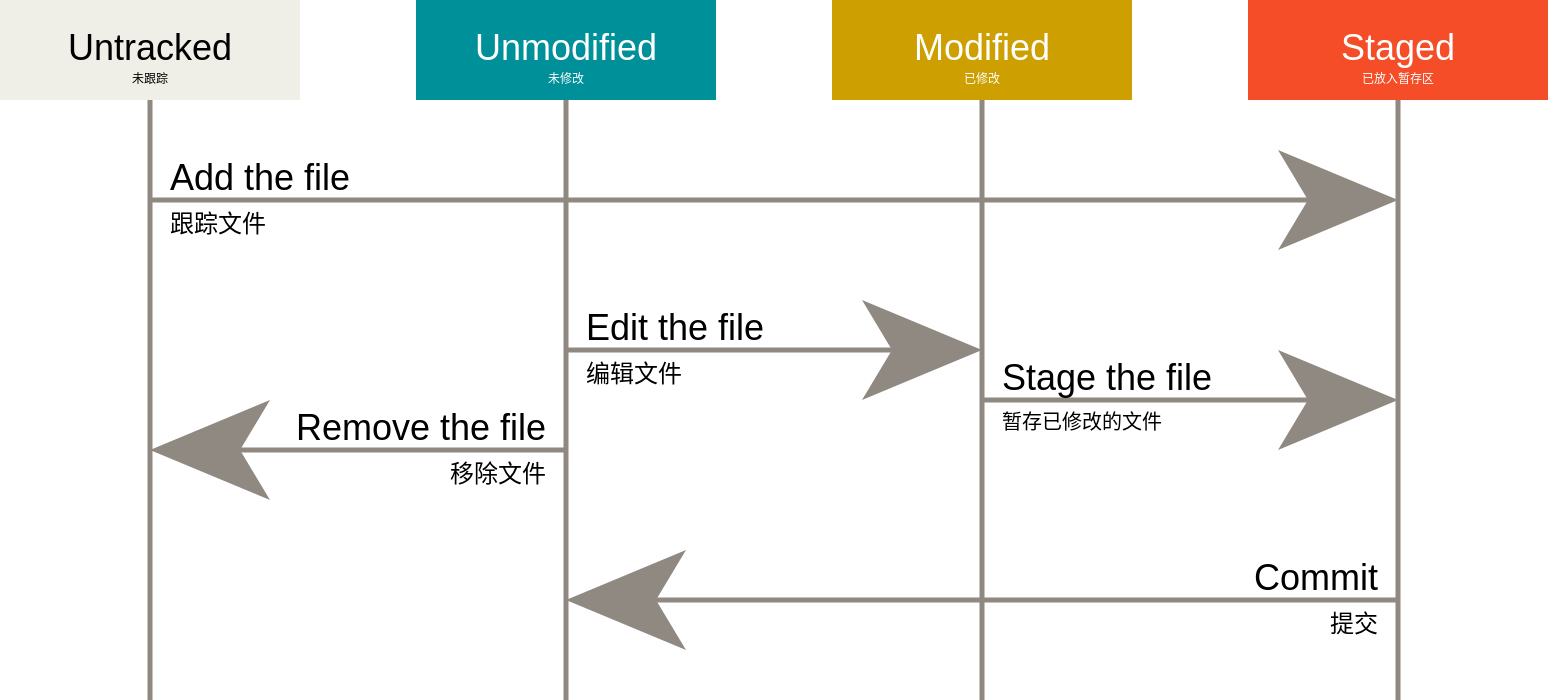 Untracked
未跟踪
Unmodified
未修改
Modified
已修改
Staged
已放入暂存区
Add the file
跟踪文件
Edit the file
编辑文件
Stage the file
暂存已修改的文件
Remove the file
移除文件
Commit
提交